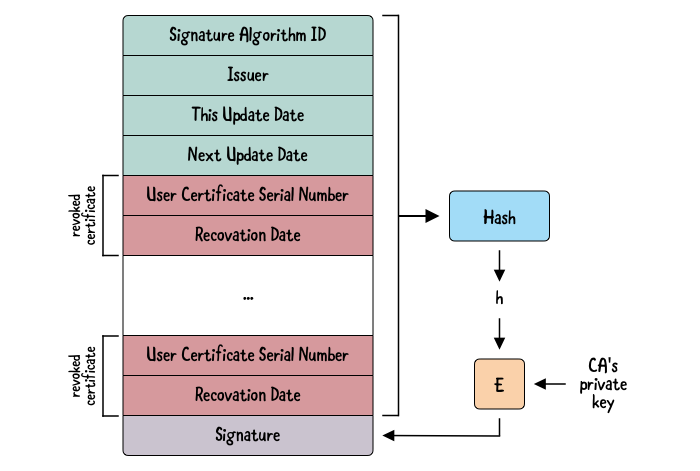 Signature Algorithm ID
Issuer
This Update Date
Next Update Date
revoked
certificate
User Certificate Serial Number
Recovation Date
...
revoked
certificate
User Certificate Serial Number
Recovation Date
Signature
Hash
h
E
CA's
private
key